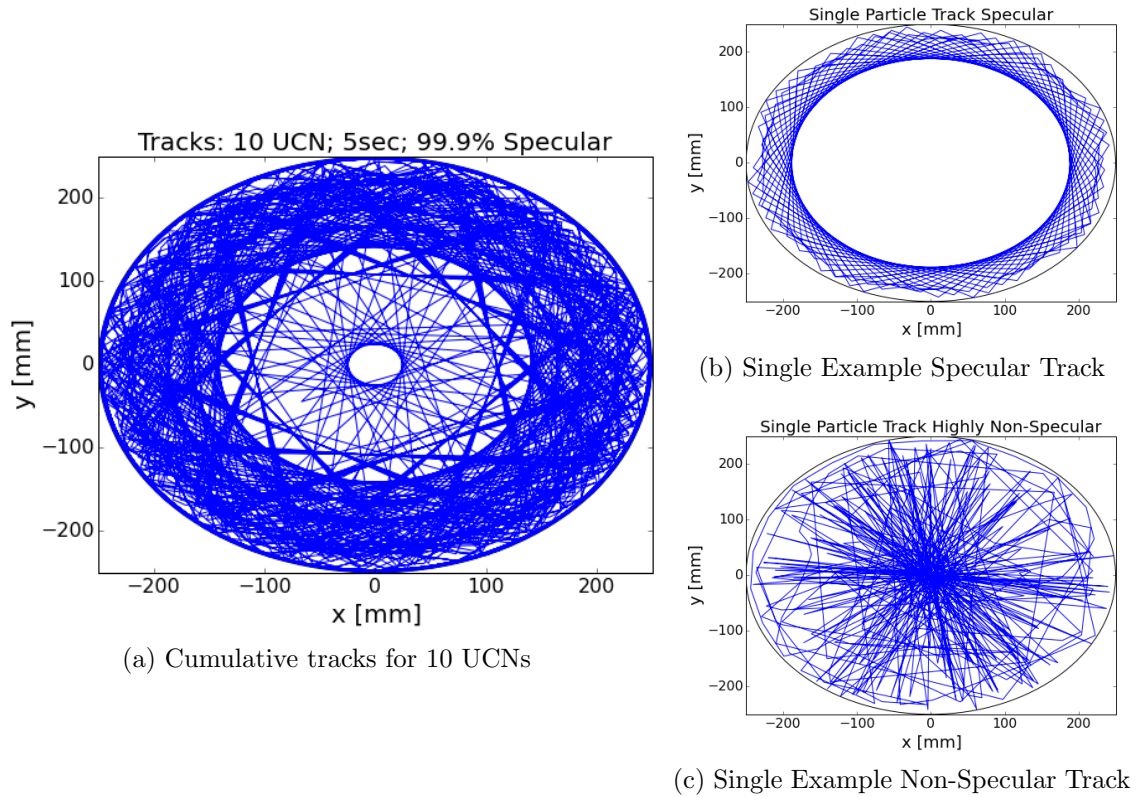 Tracks: 10 UCN; 5sec; 99.9% Specular
y [mm]
200
100
0
−100
−200
−200 −100 0 100 200
x [mm]
(a) Cumulative tracks for 10 UCNs
Single Particle Track Specular
y [mm]
200
100
0
−100
−200
−200 −100 0 100 200
x [mm]
(b) Single Example Specular Track
Single Particle Track Highly Non-Specular
y [mm]
200
100
0
−100
−200
−200 −100 0 100 200
x [mm]
(c) Single Example Non-Specular Track